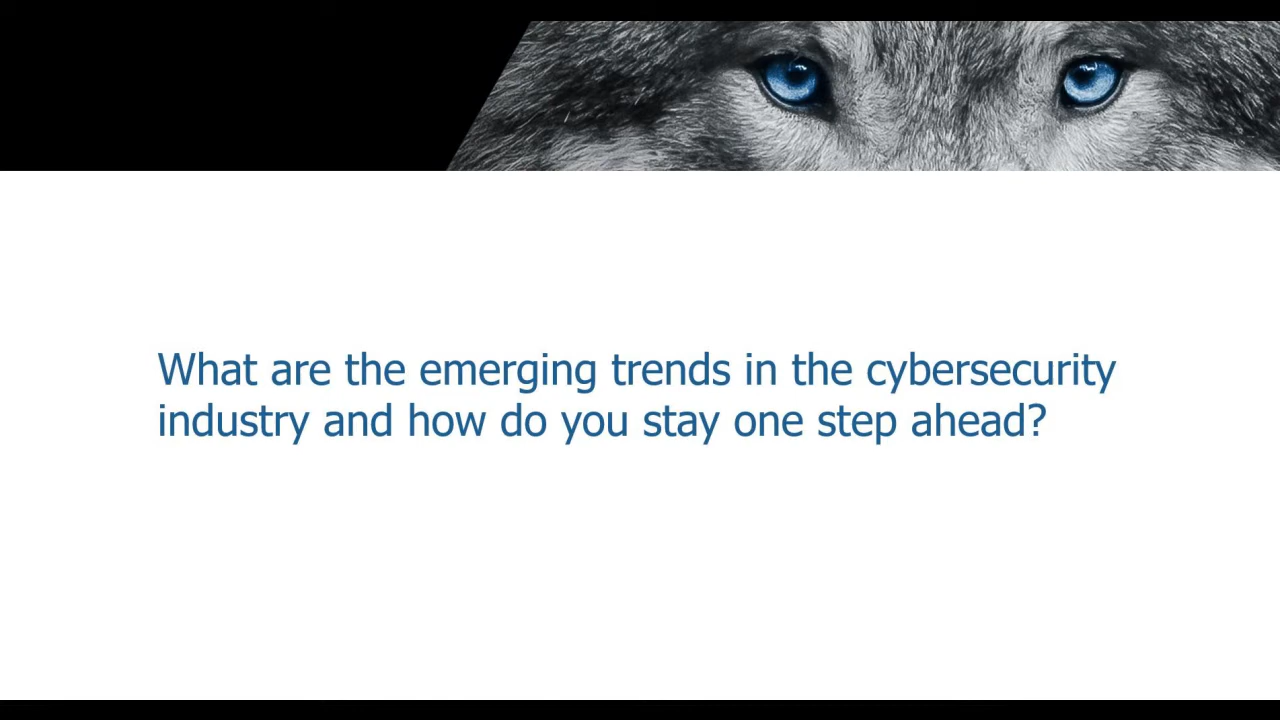 What are the emerging trends in the cybersecurity
industry and how do you stay one step ahead?